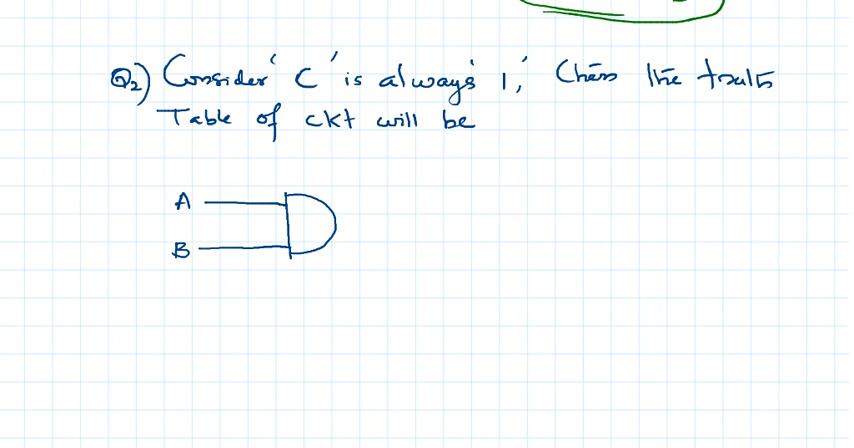 Q2) Consider 'C' is always '1', then the truth
Table of ckt will be
A
B